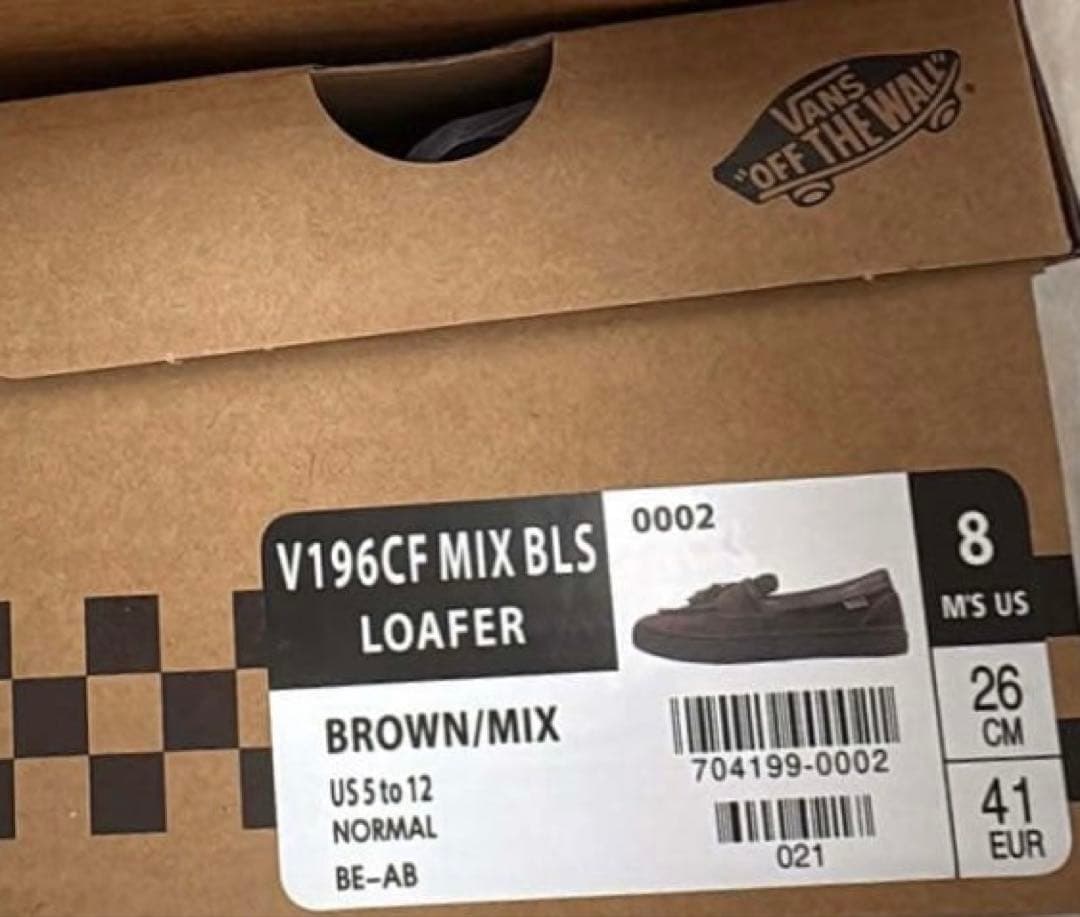 VANS
"OFF THE WALL"
V196CF MIX BLS
LOAFER
0002
8
M'S US
BROWN/MIX
US 5 to 12
NORMAL
BE-AB
704199-0002
021
26
CM
41
EUR